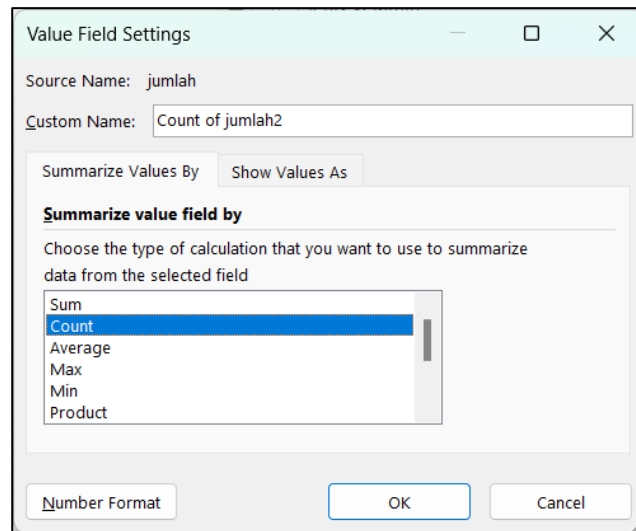 Value Field Settings
Source Name: jumlah
Custom Name: Count of jumlah2
Summarize Values By Show Values As
Summarize value field by
Choose the type of calculation that you want to use to summarize
data from the selected field
Sum
Count
Average
Max
Min
Product
Number Format OK Cancel